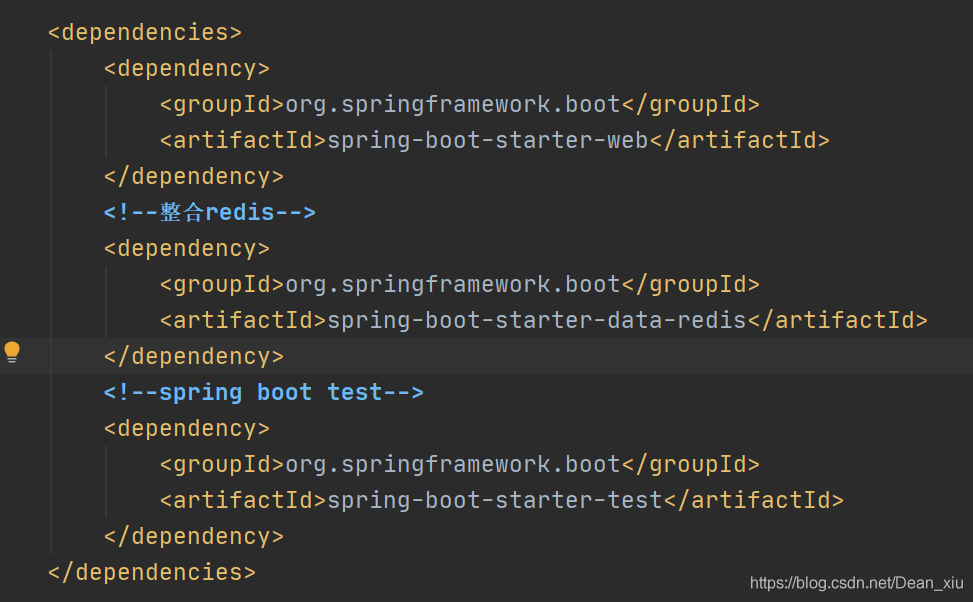 <dependencies>
    <dependency>
        <groupId>org.springframework.boot</groupId>
        <artifactId>spring-boot-starter-web</artifactId>
    </dependency>
    <!--整合redis-->
    <dependency>
        <groupId>org.springframework.boot</groupId>
        <artifactId>spring-boot-starter-data-redis</artifactId>
    </dependency>
    <!--spring boot test-->
    <dependency>
        <groupId>org.springframework.boot</groupId>
        <artifactId>spring-boot-starter-test</artifactId>
    </dependency>
</dependencies>
https://blog.csdn.net/Dean_xiu